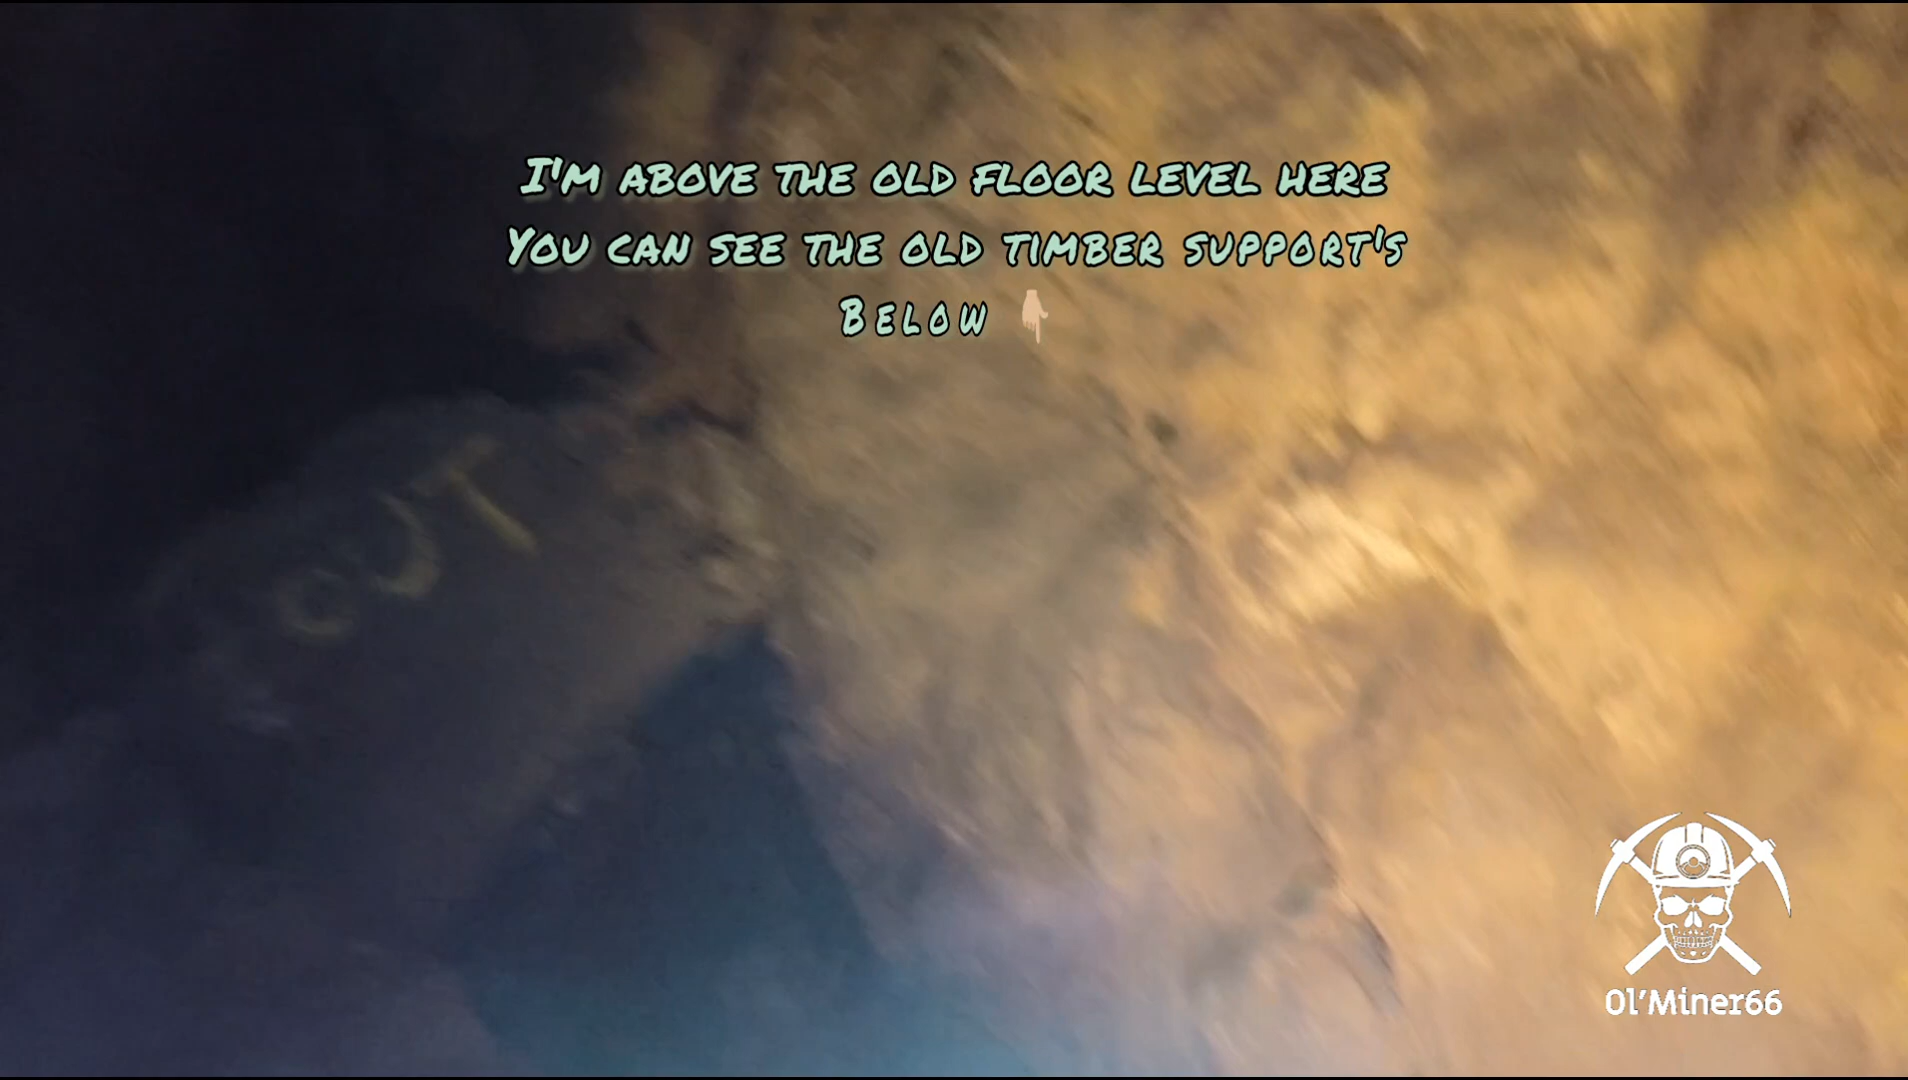 I'm above the old floor level here
You can see the old timber support's
Below 👇
OUT
Ol'Miner66